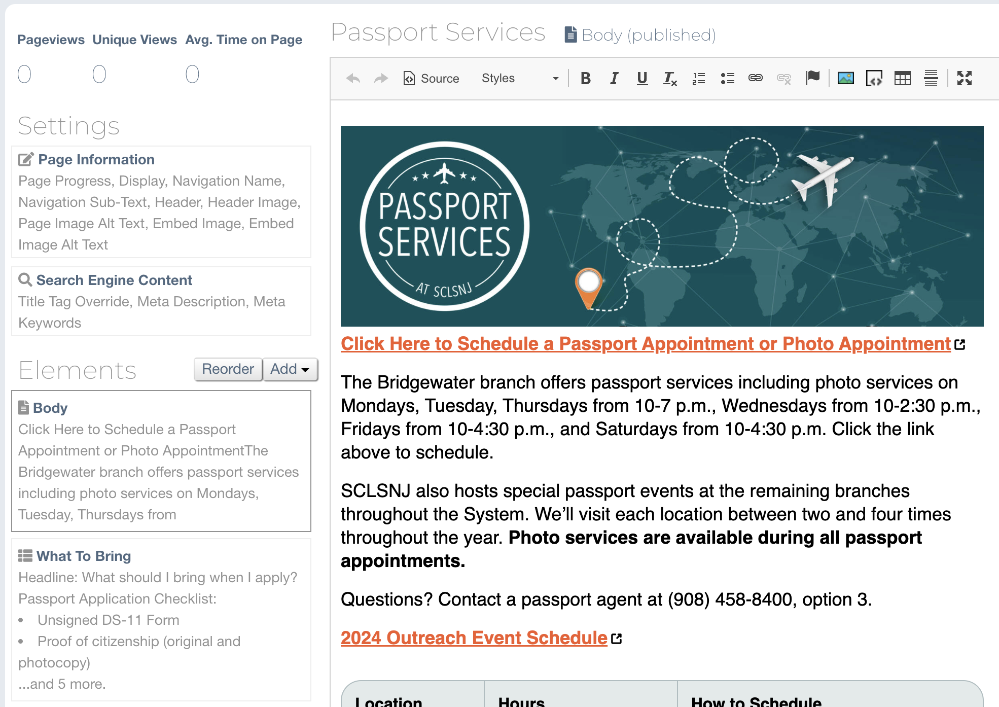 Pageviews Unique Views Avg. Time on Page
0 0 0
Settings
Page Information
Page Progress, Display, Navigation Name,
Navigation Sub-Text, Header, Header Image,
Page Image Alt Text, Embed Image, Embed
Image Alt Text
Search Engine Content
Title Tag Override, Meta Description, Meta
Keywords
Elements
Reorder Add
Body
Click Here to Schedule a Passport
Appointment or Photo AppointmentThe
Bridgewater branch offers passport services
including photo services on Mondays,
Tuesday, Thursdays from
What To Bring
Headline: What should I bring when I apply?
Passport Application Checklist:
• Unsigned DS-11 Form
• Proof of citizenship (original and
photocopy)
...and 5 more.
Passport Services Body (published)
Source Styles B I U Tx
PASSPORT
SERVICES
AT SCLSNJ
Click Here to Schedule a Passport Appointment or Photo Appointment
The Bridgewater branch offers passport services including photo services on
Mondays, Tuesday, Thursdays from 10-7 p.m., Wednesdays from 10-2:30 p.m.,
Fridays from 10-4:30 p.m., and Saturdays from 10-4:30 p.m. Click the link
above to schedule.
SCLSNJ also hosts special passport events at the remaining branches
throughout the System. We’ll visit each location between two and four times
throughout the year. Photo services are available during all passport
appointments.
Questions? Contact a passport agent at (908) 458-8400, option 3.
2024 Outreach Event Schedule
Location Hours How to Schedule